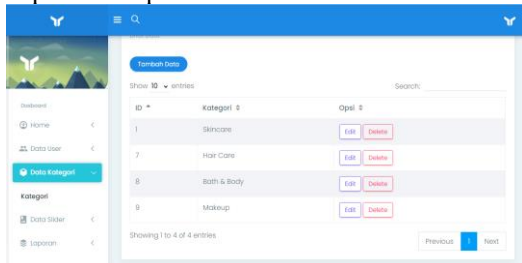 Tambah Data
Show 10 entries
Search:
ID Kategori Opsi
1 Skincare Edit Delete
7 Hair Care Edit Delete
8 Bath & Body Edit Delete
9 Makeup Edit Delete
Showing 1 to 4 of 4 entries
Previous 1 Next
Dashboard
Home
Data User
Data Kategori
Kategori
Data Slider
Laporan